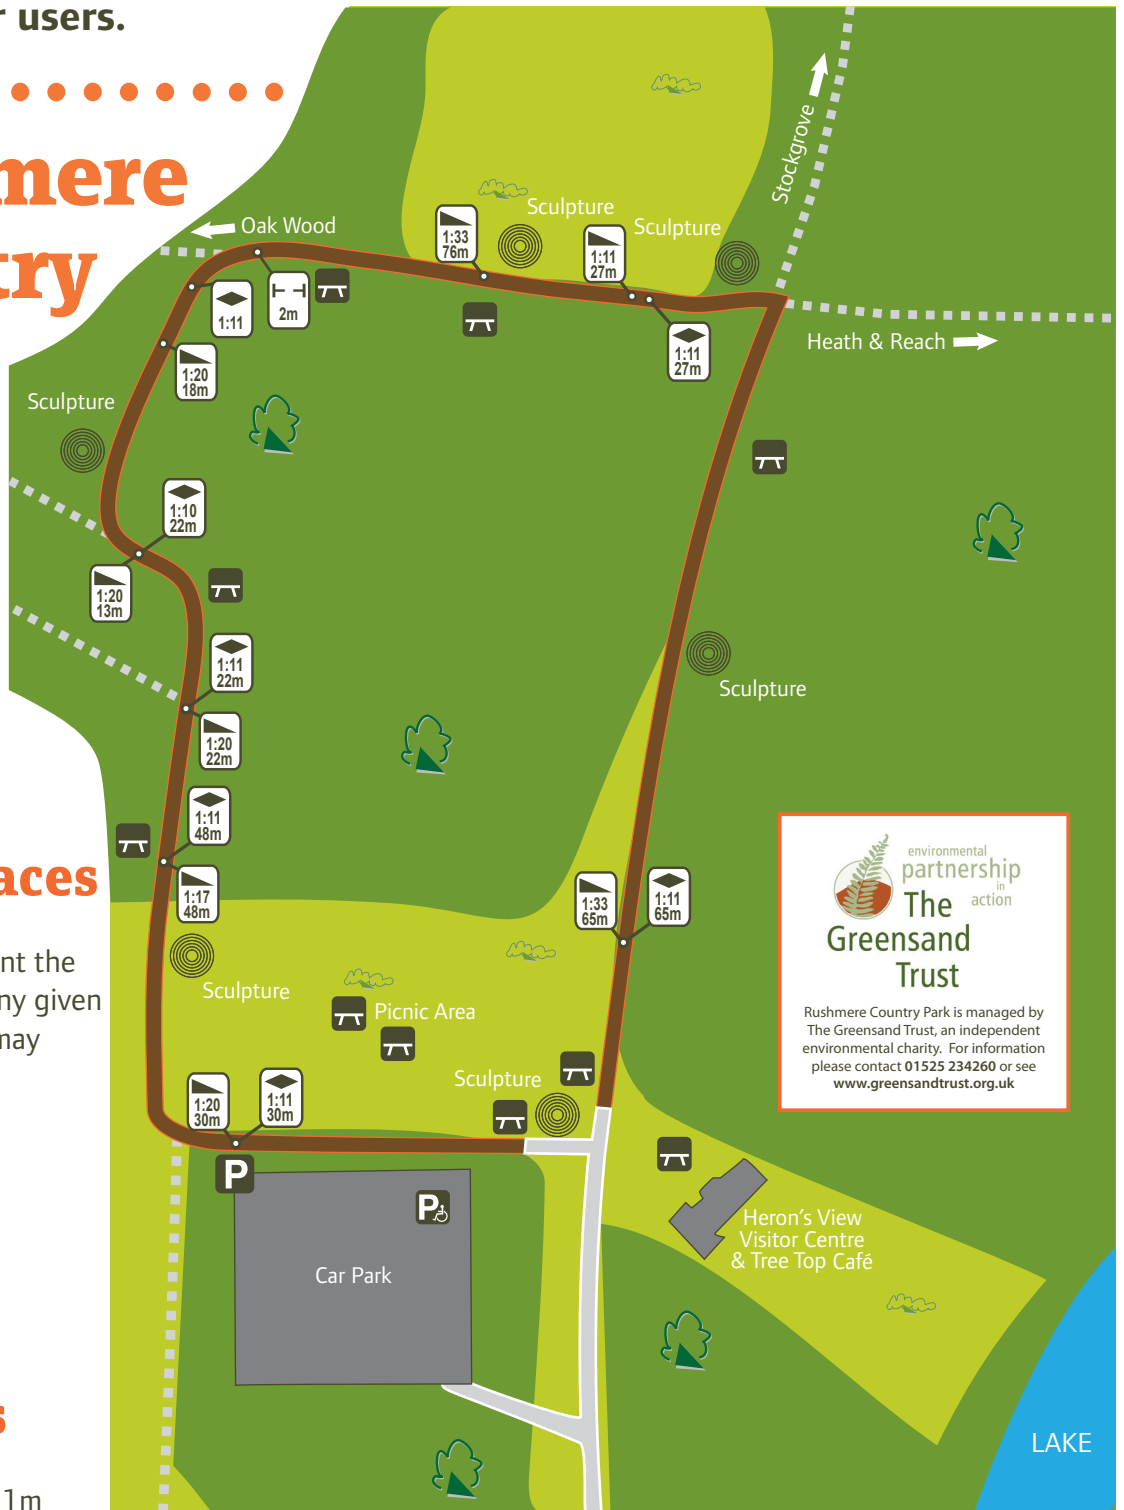 r users.
mere
try
Stockgrove
Sculpture
Sculpture
Oak Wood
1:33
76m
1:11
27m
2m
1:11
1:11
27m
Heath & Reach
1:20
18m
Sculpture
1:10
22m
1:20
13m
1:11
22m
Sculpture
1:20
22m
1:11
48m
aces
1:17
48m
1:33
65m
1:11
65m
environmental
partnership
in
action
The
Greensand
Trust
Rushmere Country Park is managed by
The Greensand Trust, an independent
environmental charity. For information
please contact 01525 234260 or see
www.greensandtrust.org.uk
nt the
ny given
may
Sculpture
Picnic Area
Sculpture
1:20
30m
1:11
30m
P
P
Heron's View
Visitor Centre
& Tree Top Café
Car Park
s
LAKE
1m